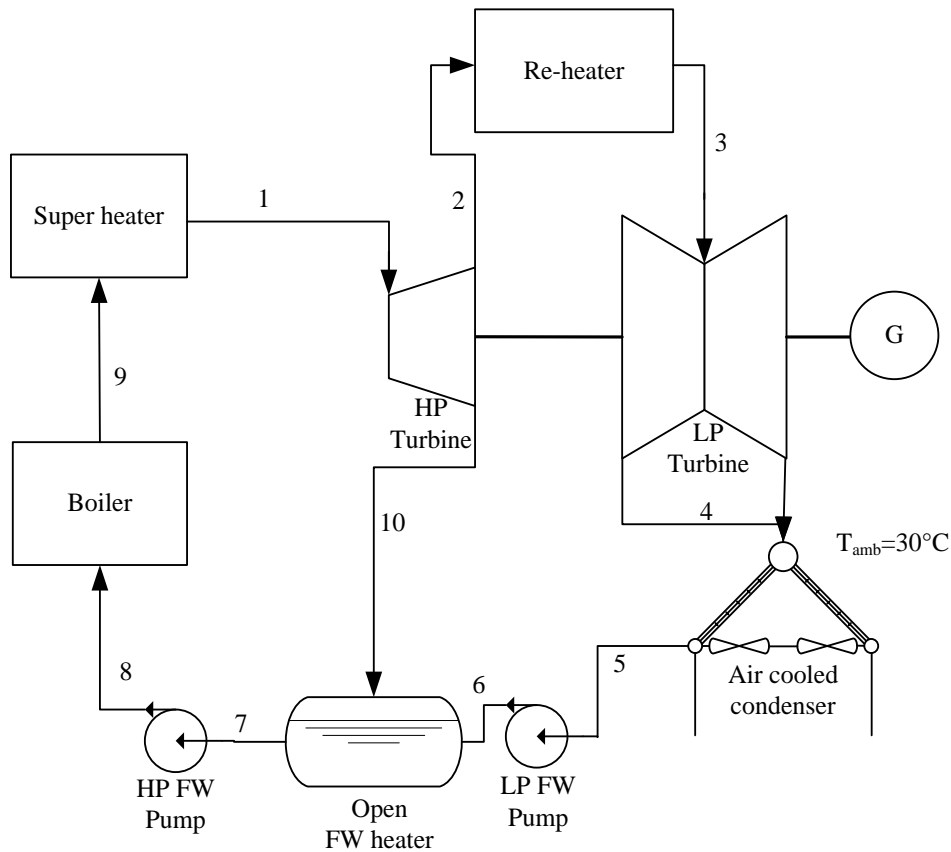 Re-heater
3
1
2
Super heater
G
9
HP
Turbine
LP
Turbine
Boiler
10
4
T_amb=30°C
8
7
6
5
Air cooled
condenser
HP FW
Pump
LP FW
Pump
Open
FW heater